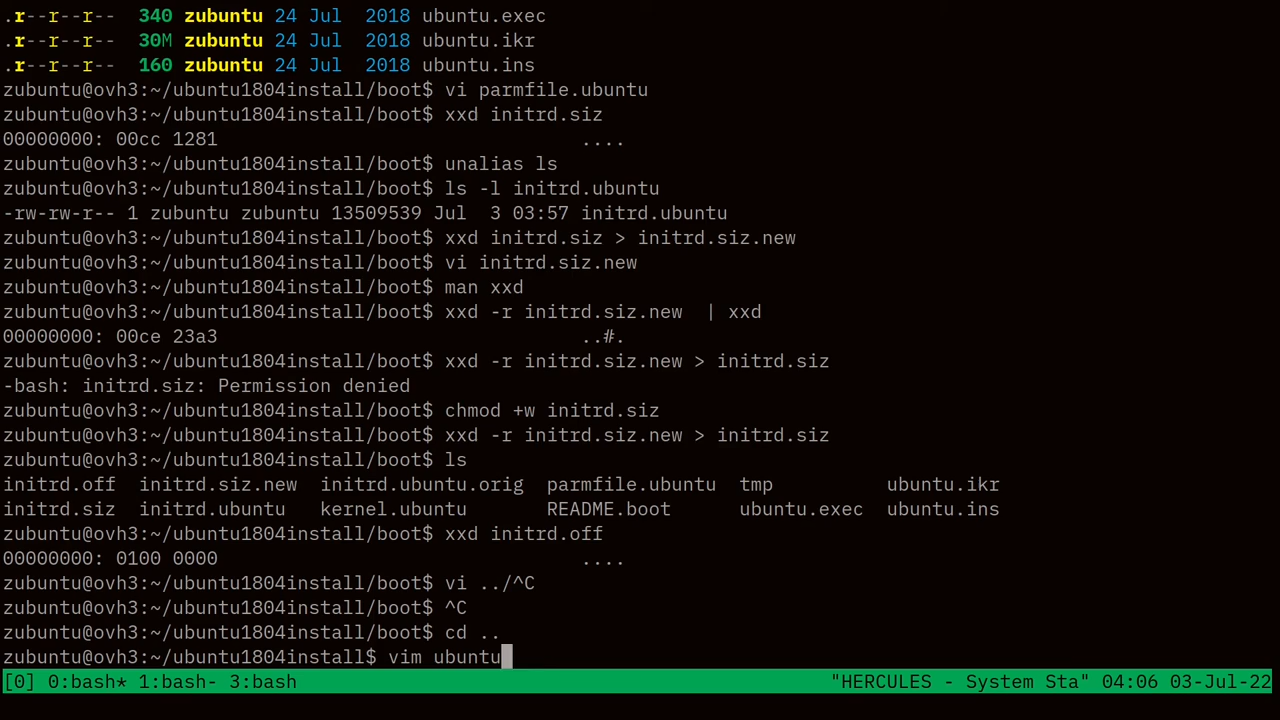 .r--r--r--  340 zubuntu 24 Jul  2018 ubuntu.exec
.r--r--r--  30M zubuntu 24 Jul  2018 ubuntu.ikr
.r--r--r--  160 zubuntu 24 Jul  2018 ubuntu.ins
zubuntu@ovh3:~/ubuntu1804install/boot$ vi parmfile.ubuntu
zubuntu@ovh3:~/ubuntu1804install/boot$ xxd initrd.siz
00000000: 00cc 1281                                ....
zubuntu@ovh3:~/ubuntu1804install/boot$ unalias ls
zubuntu@ovh3:~/ubuntu1804install/boot$ ls -l initrd.ubuntu
-rw-rw-r-- 1 zubuntu zubuntu 13509539 Jul  3 03:57 initrd.ubuntu
zubuntu@ovh3:~/ubuntu1804install/boot$ xxd initrd.siz > initrd.siz.new
zubuntu@ovh3:~/ubuntu1804install/boot$ vi initrd.siz.new
zubuntu@ovh3:~/ubuntu1804install/boot$ man xxd
zubuntu@ovh3:~/ubuntu1804install/boot$ xxd -r initrd.siz.new  | xxd
00000000: 00ce 23a3                                ..#.
zubuntu@ovh3:~/ubuntu1804install/boot$ xxd -r initrd.siz.new > initrd.siz
-bash: initrd.siz: Permission denied
zubuntu@ovh3:~/ubuntu1804install/boot$ chmod +w initrd.siz
zubuntu@ovh3:~/ubuntu1804install/boot$ xxd -r initrd.siz.new > initrd.siz
zubuntu@ovh3:~/ubuntu1804install/boot$ ls
initrd.off  initrd.siz.new  initrd.ubuntu.orig  parmfile.ubuntu  tmp          ubuntu.ikr
initrd.siz  initrd.ubuntu   kernel.ubuntu       README.boot      ubuntu.exec  ubuntu.ins
zubuntu@ovh3:~/ubuntu1804install/boot$ xxd initrd.off
00000000: 0100 0000                                ....
zubuntu@ovh3:~/ubuntu1804install/boot$ vi ../^C
zubuntu@ovh3:~/ubuntu1804install/boot$ ^C
zubuntu@ovh3:~/ubuntu1804install/boot$ cd ..
zubuntu@ovh3:~/ubuntu1804install$ vim ubuntu
[0] 0:bash* 1:bash- 3:bash "HERCULES - System Sta" 04:06 03-Jul-22